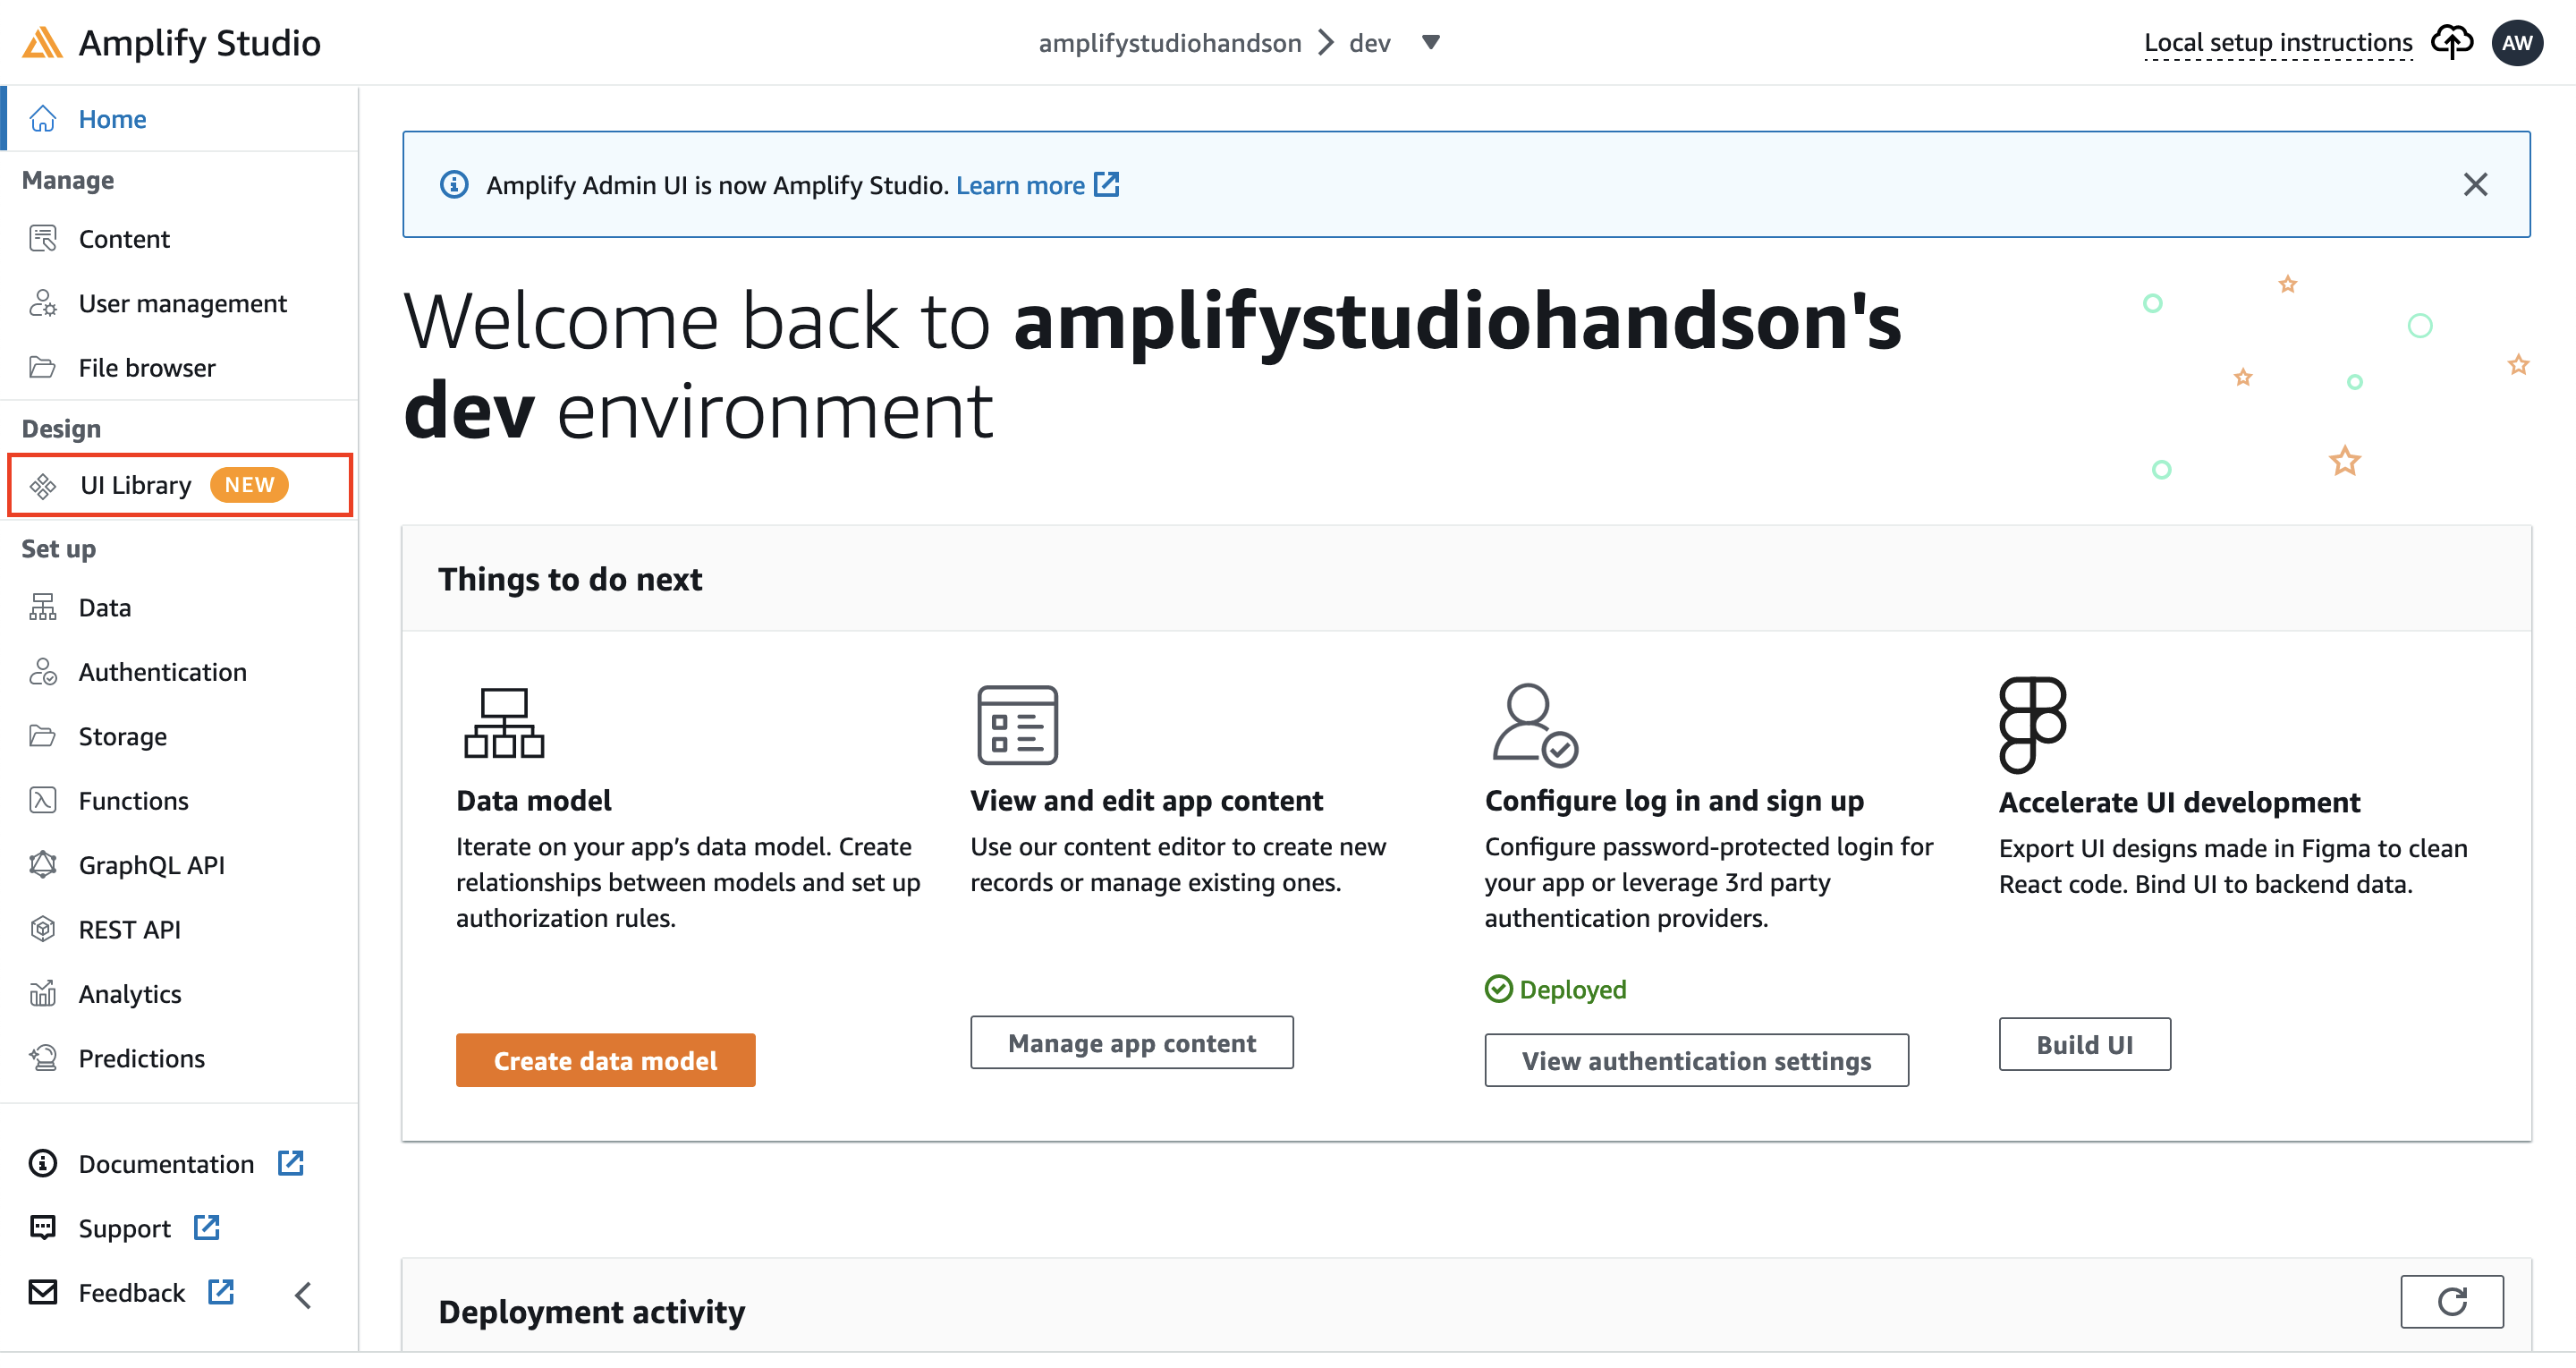 Amplify Studio
amplifystudiohandson > dev
Local setup instructions
AW
Home
Manage
Content
User management
File browser
Design
UI Library NEW
Set up
Data
Authentication
Storage
Functions
GraphQL API
REST API
Analytics
Predictions
Documentation
Support
Feedback
Amplify Admin UI is now Amplify Studio. Learn more
Welcome back to amplifystudiohandson's
dev environment
Things to do next
Data model
Iterate on your app’s data model. Create
relationships between models and set up
authorization rules.
Create data model
View and edit app content
Use our content editor to create new
records or manage existing ones.
Manage app content
Configure log in and sign up
Configure password-protected login for
your app or leverage 3rd party
authentication providers.
Deployed
View authentication settings
Accelerate UI development
Export UI designs made in Figma to clean
React code. Bind UI to backend data.
Build UI
Deployment activity